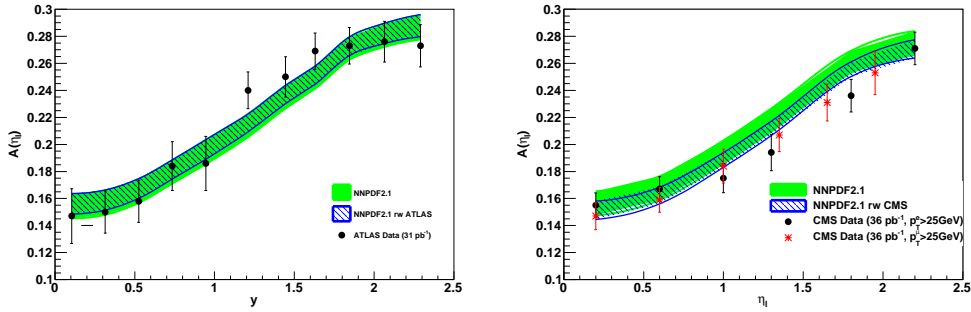 0.3
0.28
0.26
0.24
0.22
0.2
0.18
0.16
0.14
0.12
0.1
A(η_l)
0 0.5 1 1.5 2 2.5
y
NNPDF2.1
NNPDF2.1 rw ATLAS
ATLAS Data (31 pb⁻¹)
0.3
0.28
0.26
0.24
0.22
0.2
0.18
0.16
0.14
0.12
0.1
A(η_l)
0 0.5 1 1.5 2 2.5
η_l
NNPDF2.1
NNPDF2.1 rw CMS
CMS Data (36 pb⁻¹, p_T^e>25GeV)
CMS Data (36 pb⁻¹, p_T^μ>25GeV)